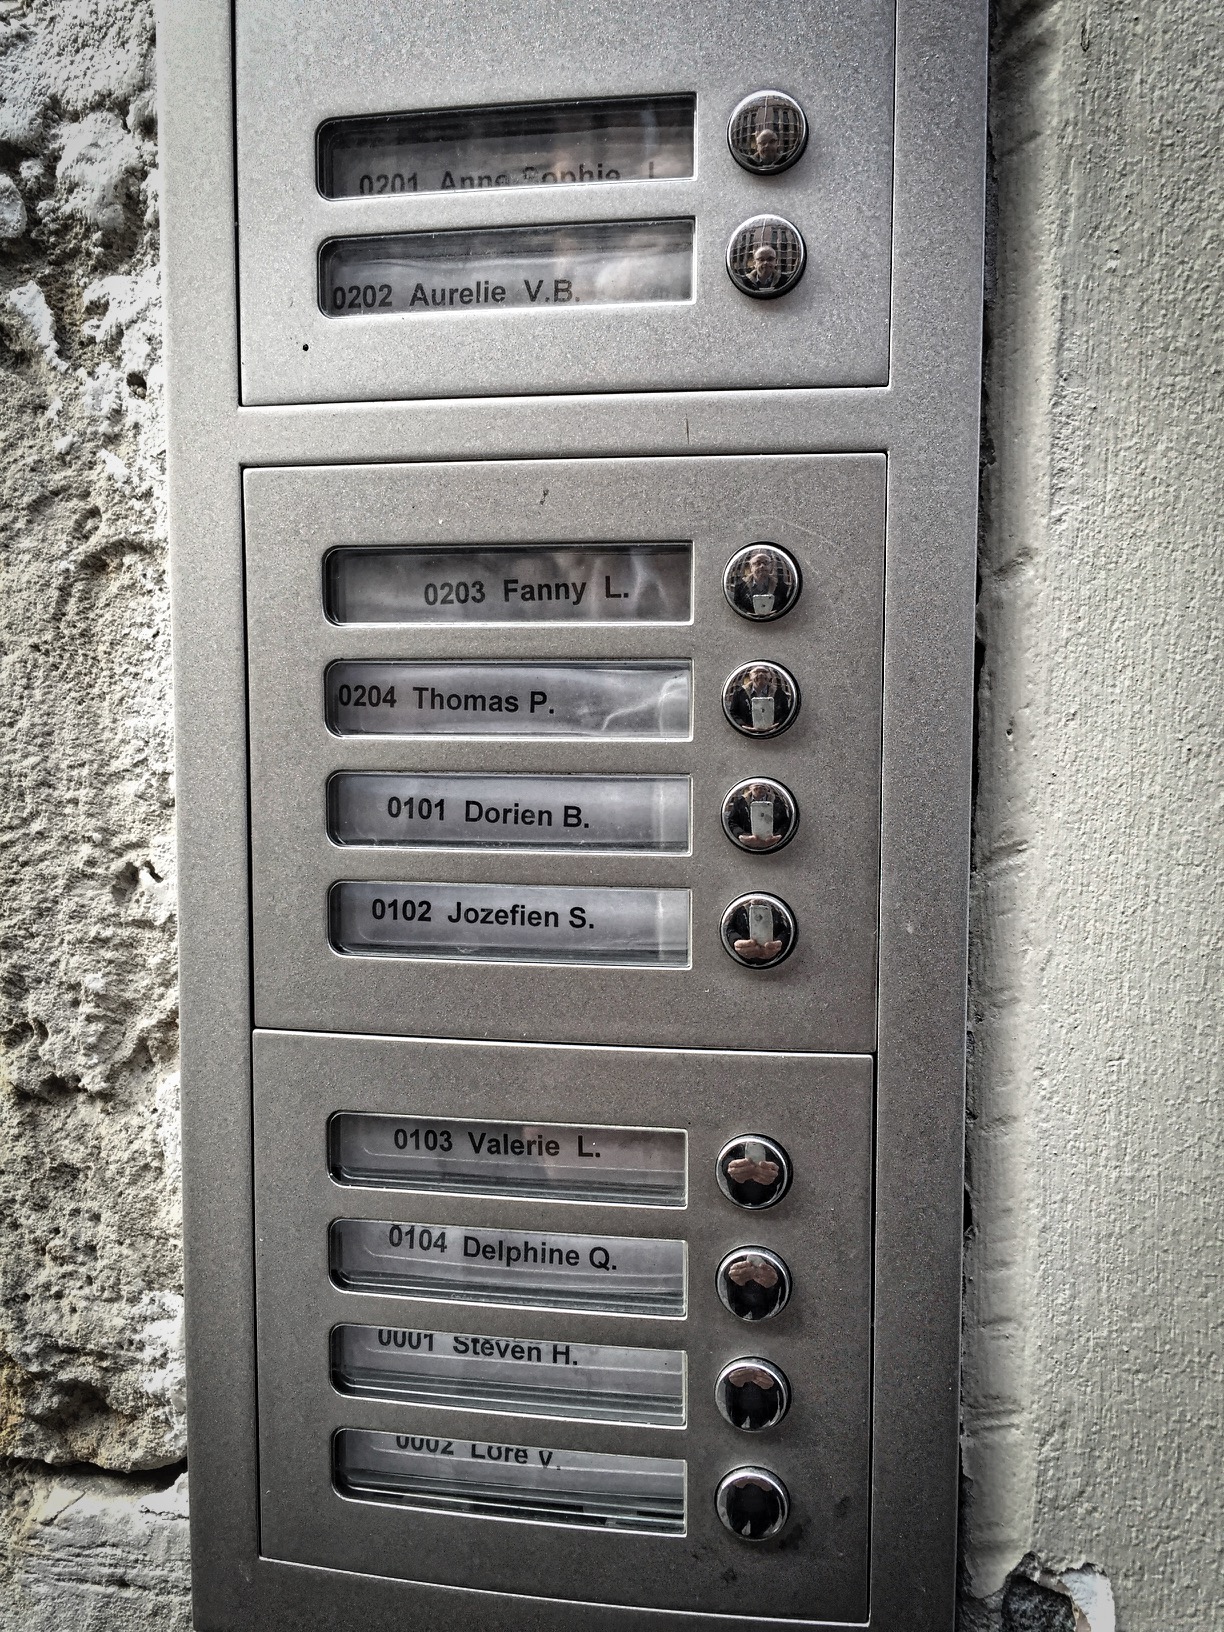 0201 Anne Sophie
0202 Aurelie V.B.
0203 Fanny L.
0204 Thomas P.
0101 Dorien B.
0102 Jozefien S.
0103 Valerie L.
0104 Delphine Q.
0001 Steven H.
0002 Lore V.